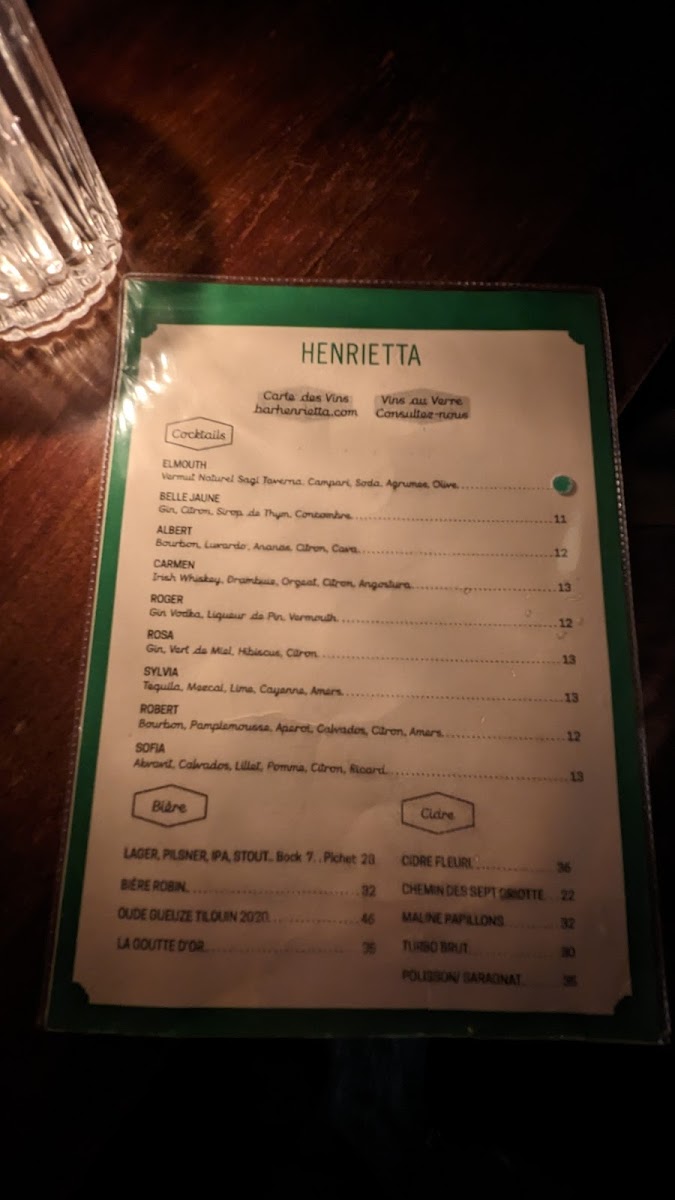 HENRIETTA
Carte des Vins
barhenrietta.com
Vins au Verre
Consultez-nous
Cocktails
ELMOUTH
Vermut Naturel Sagi Taverna, Campari, Soda, Agrumes, Olive
BELLE JAUNE
Gin, Citron, Sirop de Thym, Concombre 11
ALBERT
Bourbon, Luxardo, Ananas, Citron, Cava 12
CARMEN
Irish Whiskey, Drambuie, Orgeat, Citron, Angostura 13
ROGER
Gin Vodka, Liqueur de Pin, Vermouth 12
ROSA
Gin, Vert de Miel, Hibiscus, Citron 13
SYLVIA
Tequila, Mezcal, Lime, Cayenne, Amers 13
ROBERT
Bourbon, Pamplemousse, Aperol, Calvados, Citron, Amers 12
SOFIA
Akvavit, Calvados, Lillet, Pomme, Citron, Ricard 13
Bière
LAGER, PILSNER, IPA, STOUT.. Bock 7. . Pichet 28
BIÈRE ROBIN 32
OUDE GUEUZE TILQUIN 20/20 46
LA GOUTTE D'OR
Cidre
CIDRE FLEURI 36
CHEMIN DES SEPT GRIOTTE 22
MALINE PAPILLONS 32
TURBO BRUT 30
POLISSON/ SARAGNAT